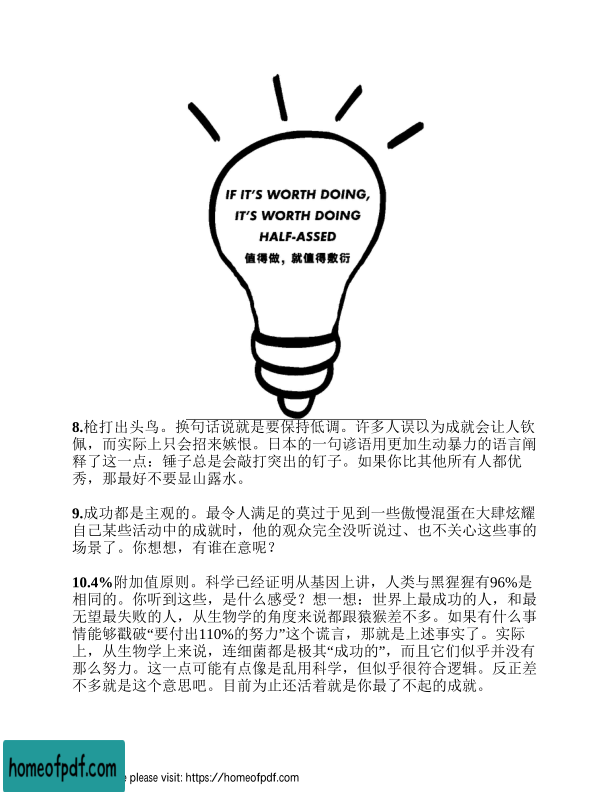 IF IT'S WORTH DOING,
IT'S WORTH DOING
HALF-ASSED
值得做，就值得敷衍
8.枪打出头鸟。换句话说就是要保持低调。许多人误以为成就会让人钦
佩，而实际上只会招来嫉恨。日本的一句谚语用更加生动暴力的语言阐
释了这一点：锤子总是会敲打突出的钉子。如果你比其他所有人都优
秀，那最好不要显山露水。
9.成功都是主观的。最令人满足的莫过于见到一些傲慢混蛋在大肆炫耀
自己某些活动中的成就时，他的观众完全没听说过、也不关心这些事的
场景了。你想想，有谁在意呢？
10.4%附加值原则。科学已经证明从基因上讲，人类与黑猩猩有96%是
相同的。你听到这些，是什么感受？想一想：世界上最成功的人，和最
无望最失败的人，从生物学的角度来说都跟猿猴差不多。如果有什么事
情能够戳破“要付出110%的努力”这个谎言，那就是上述事实了。实际
上，从生物学上来说，连细菌都是极其“成功的”，而且它们似乎并没有
那么努力。这一点可能有点像是乱用科学，但似乎很符合逻辑。反正差
不多就是这个意思吧。目前为止还活着就是你最了不起的成就。
homeofpdf.com
e please visit: https://homeofpdf.com